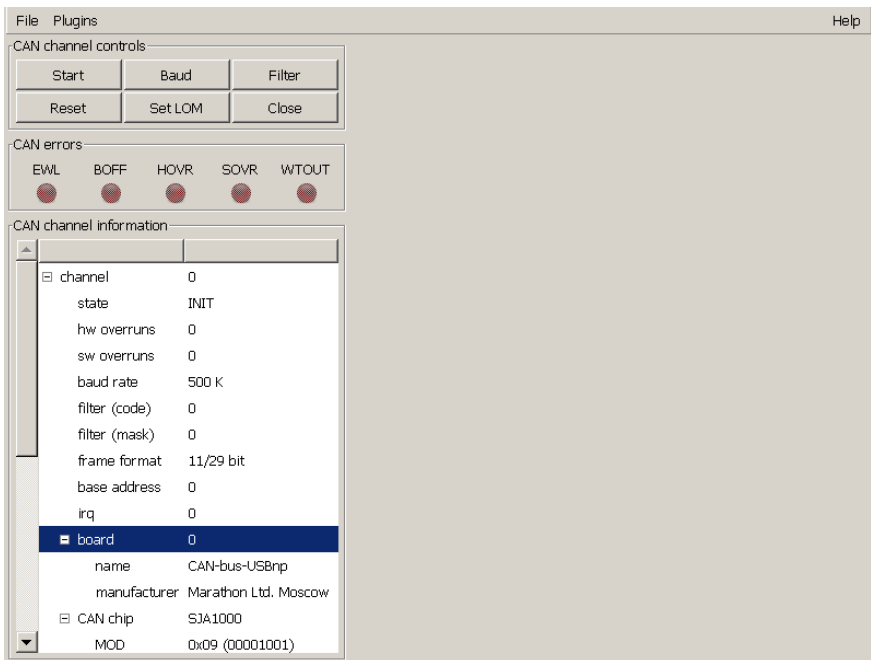 File Plugins Help
CAN channel controls
Start Baud Filter
Reset Set LOM Close
CAN errors
EWL BOFF HOVR SOVR WTOUT
CAN channel information
channel 0
state INIT
hw overruns 0
sw overruns 0
baud rate 500 K
filter (code) 0
filter (mask) 0
frame format 11/29 bit
base address 0
irq 0
board 0
name CAN-bus-USBnp
manufacturer Marathon Ltd. Moscow
CAN chip SJA1000
MOD 0x09 (00001001)